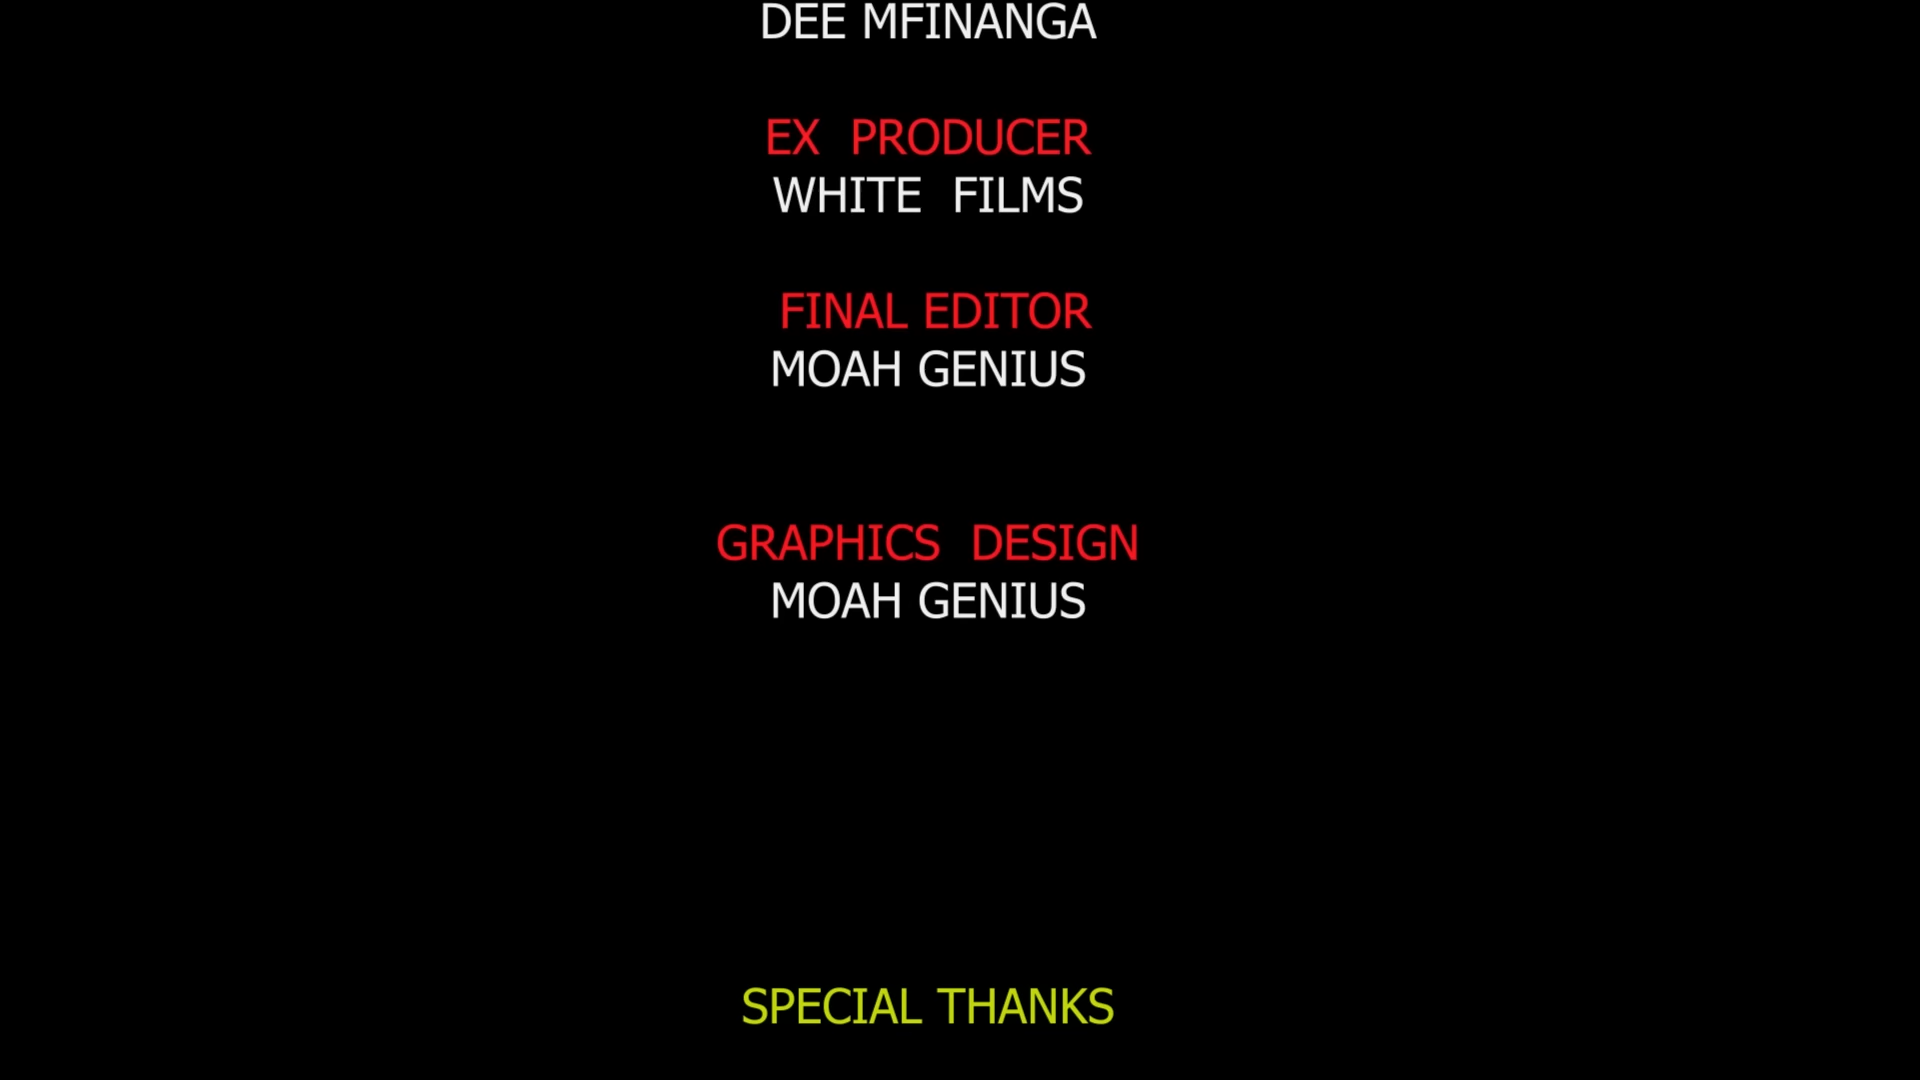 DEE MFINANGA
EX PRODUCER
WHITE FILMS
FINAL EDITOR
MOAH GENIUS
GRAPHICS DESIGN
MOAH GENIUS
SPECIAL THANKS